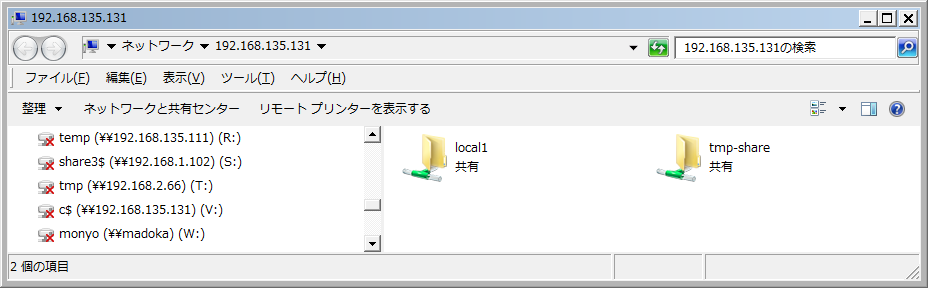 192.168.135.131
ネットワーク 192.168.135.131
192.168.135.131の検索
ファイル(F) 編集(E) 表示(V) ツール(T) ヘルプ(H)
整理 ネットワークと共有センター リモート プリンターを表示する
temp (¥¥192.168.135.111) (R:)
share3$ (¥¥192.168.1.102) (S:)
tmp (¥¥192.168.2.66) (T:)
c$ (¥¥192.168.135.131) (V:)
monyo (¥¥madoka) (W:)
local1
共有
tmp-share
共有
2 個の項目